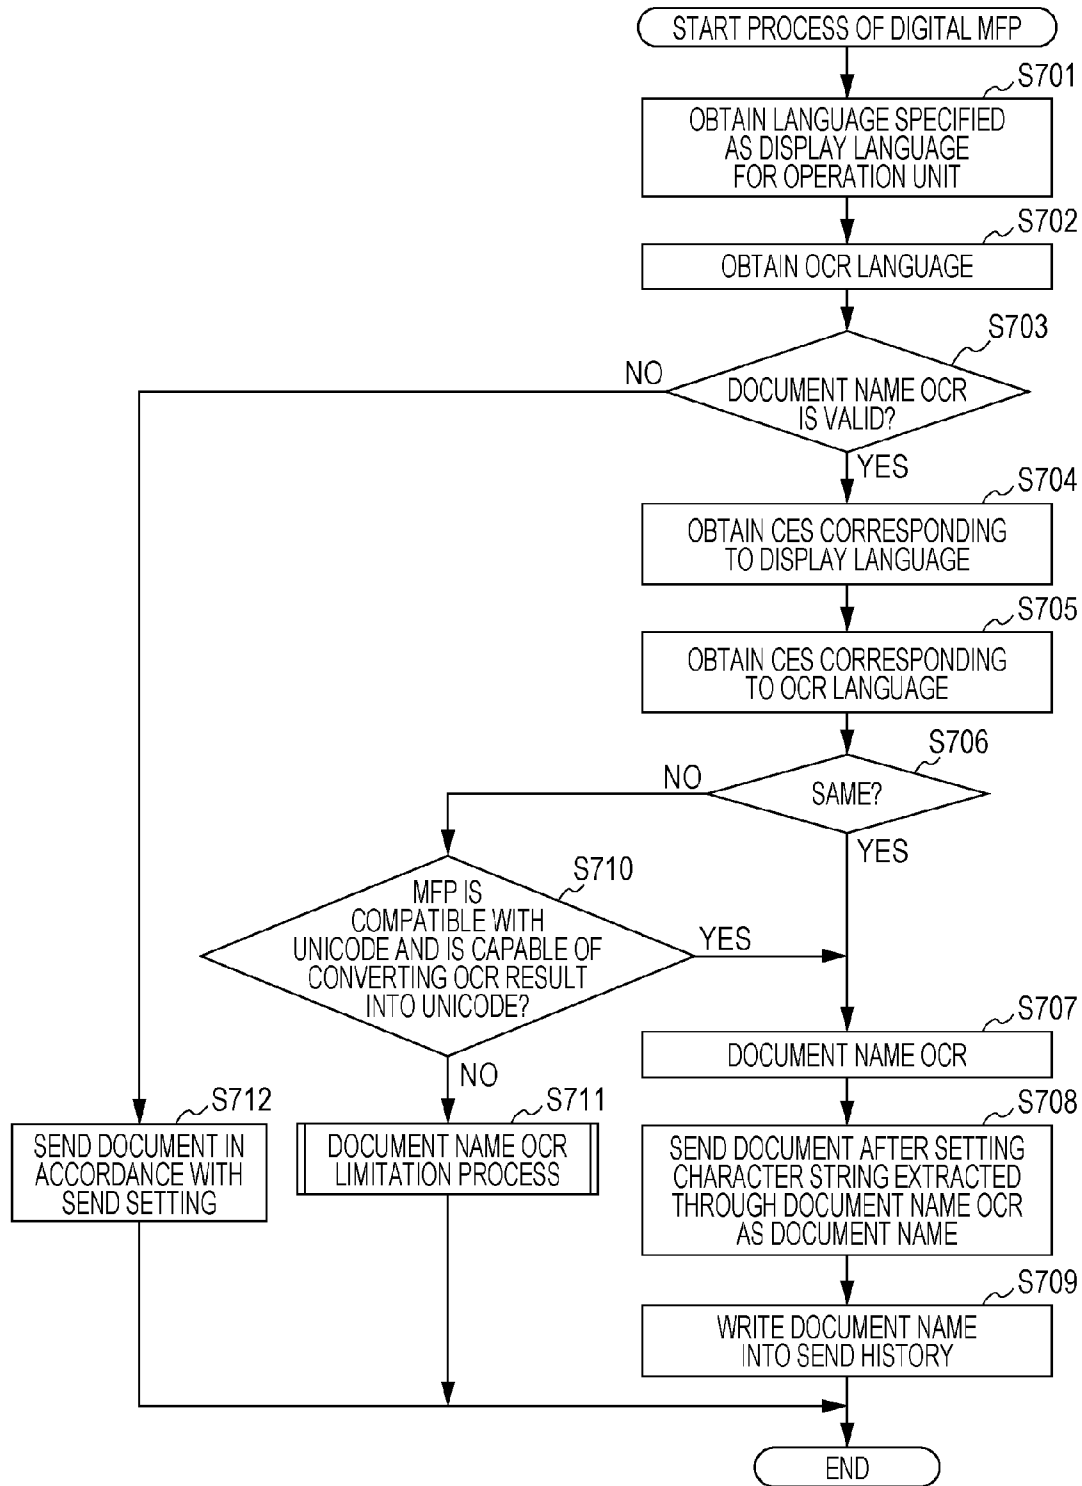 START PROCESS OF DIGITAL MFP
S701
OBTAIN LANGUAGE SPECIFIED
AS DISPLAY LANGUAGE
FOR OPERATION UNIT
S702
OBTAIN OCR LANGUAGE
S703
NO
DOCUMENT NAME OCR
IS VALID?
YES
S704
OBTAIN CES CORRESPONDING
TO DISPLAY LANGUAGE
S705
OBTAIN CES CORRESPONDING
TO OCR LANGUAGE
S706
NO
SAME?
YES
S710
MFP IS
COMPATIBLE WITH
UNICODE AND IS CAPABLE OF
CONVERTING OCR RESULT
INTO UNICODE?
YES
NO
S707
DOCUMENT NAME OCR
S712
SEND DOCUMENT IN
ACCORDANCE WITH
SEND SETTING
S711
DOCUMENT NAME OCR
LIMITATION PROCESS
S708
SEND DOCUMENT AFTER SETTING
CHARACTER STRING EXTRACTED
THROUGH DOCUMENT NAME OCR
AS DOCUMENT NAME
S709
WRITE DOCUMENT NAME
INTO SEND HISTORY
END